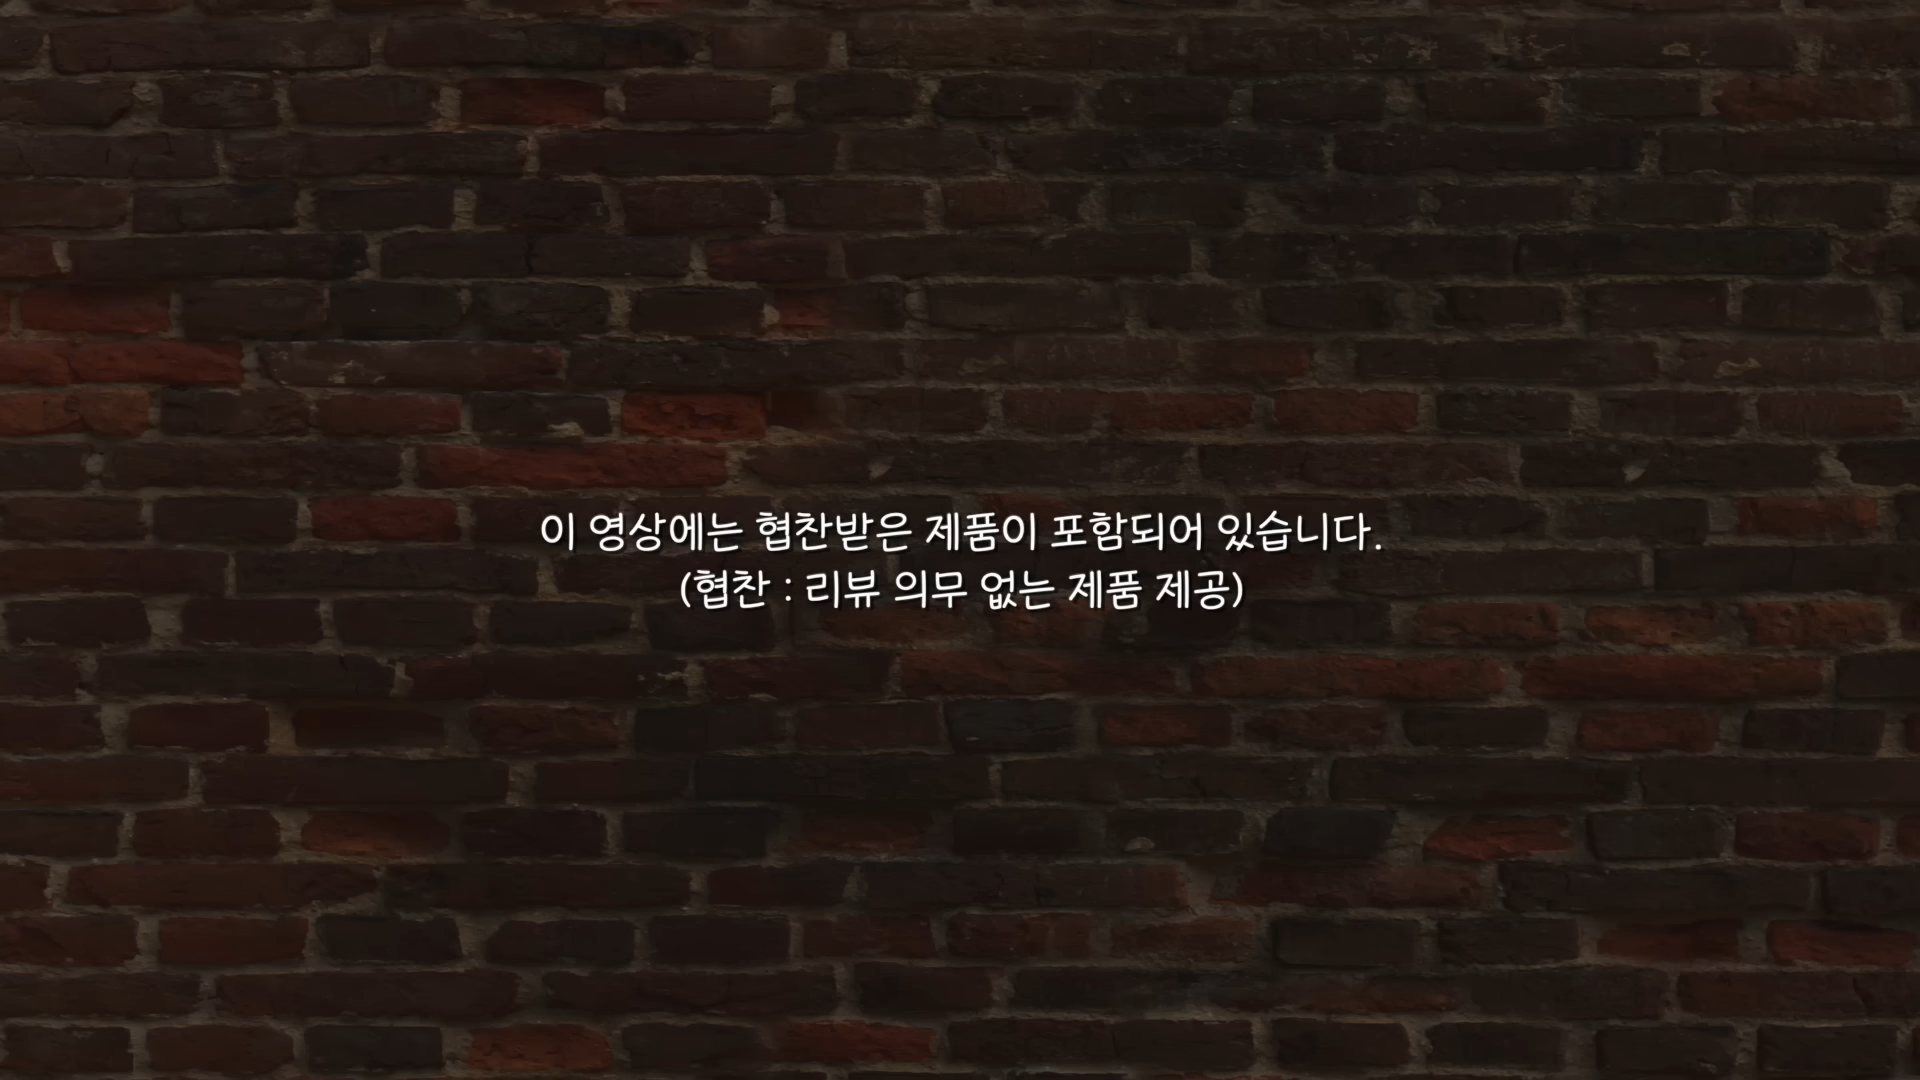 이 영상에는 협찬받은 제품이 포함되어 있습니다.
(협찬 : 리뷰 의무 없는 제품 제공)